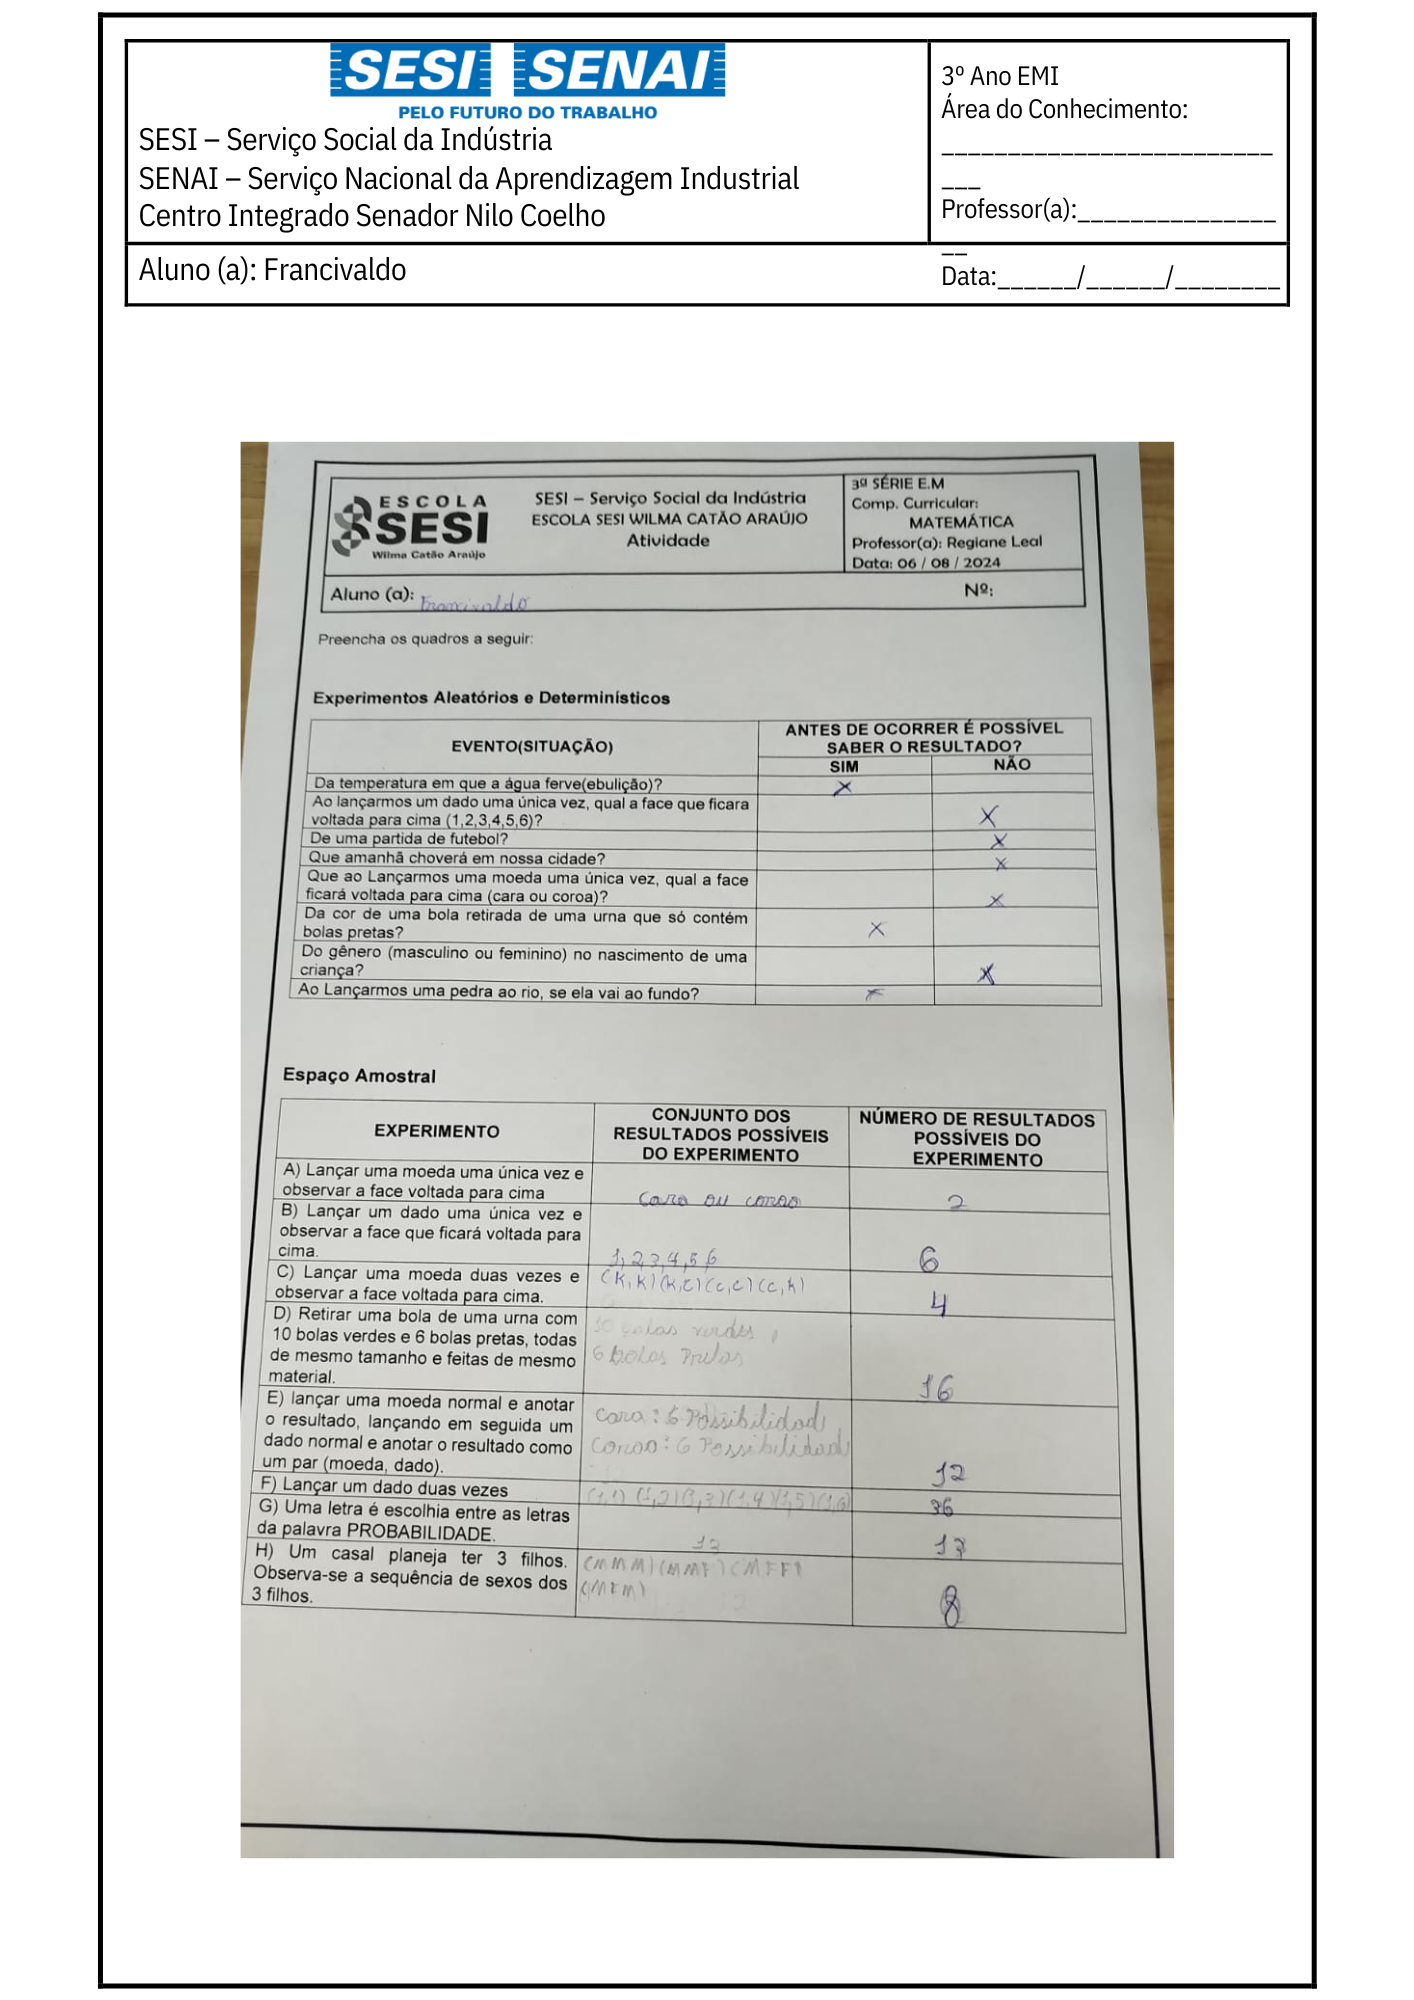 SESI SENAI
PELO FUTURO DO TRABALHO
SESI – Serviço Social da Indústria
SENAI – Serviço Nacional da Aprendizagem Industrial
Centro Integrado Senador Nilo Coelho
3º Ano EMI
Área do Conhecimento:
_________________________
___
Professor(a):_______________
__
Data:______/______/________
Aluno (a): Francivaldo
ESCOLA
SESI
Wilma Catão Araújo
SESI – Serviço Social da Indústria
ESCOLA SESI WILMA CATÃO ARAÚJO
Atividade
3ª SÉRIE E.M
Comp. Curricular:
MATEMÁTICA
Professor(a): Regiane Leal
Data: 06 / 08 / 2024
Aluno (a): Francivaldo
Nº:
Preencha os quadros a seguir:
Experimentos Aleatórios e Determinísticos
EVENTO(SITUAÇÃO)
ANTES DE OCORRER É POSSÍVEL
SABER O RESULTADO?
SIM NÃO
Da temperatura em que a água ferve(ebulição)? X
Ao lançarmos um dado uma única vez, qual a face que ficara
voltada para cima (1,2,3,4,5,6)? X
De uma partida de futebol? X
Que amanhã choverá em nossa cidade? X
Que ao Lançarmos uma moeda uma única vez, qual a face
ficará voltada para cima (cara ou coroa)? X
Da cor de uma bola retirada de uma urna que só contém
bolas pretas? X
Do gênero (masculino ou feminino) no nascimento de uma
criança? X
Ao Lançarmos uma pedra ao rio, se ela vai ao fundo? X
Espaço Amostral
EXPERIMENTO
CONJUNTO DOS
RESULTADOS POSSÍVEIS
DO EXPERIMENTO
NÚMERO DE RESULTADOS
POSSÍVEIS DO
EXPERIMENTO
A) Lançar uma moeda uma única vez e
observar a face voltada para cima
cara ou coroa
2
B) Lançar um dado uma única vez e
observar a face que ficará voltada para
cima.
1,2,3,4,5,6
6
C) Lançar uma moeda duas vezes e
observar a face voltada para cima.
(K,K)(K,C)(C,C)(C,K)
4
D) Retirar uma bola de uma urna com
10 bolas verdes e 6 bolas pretas, todas
de mesmo tamanho e feitas de mesmo
material.
10 bolas verdes,
6 bolas
16
E) lançar uma moeda normal e anotar
o resultado, lançando em seguida um
dado normal e anotar o resultado como
um par (moeda, dado).
cara: 6 Possibilidad
coroa: 6 Possibilidad
12
F) Lançar um dado duas vezes
(1,1) (1,2)(1,3)(1,4)(1,5)(1,6)
36
G) Uma letra é escolhia entre as letras
da palavra PROBABILIDADE.
13
13
H) Um casal planeja ter 3 filhos.
Observa-se a sequência de sexos dos
3 filhos.
(MMM)(MMF)(MFF)
(MFM)
8